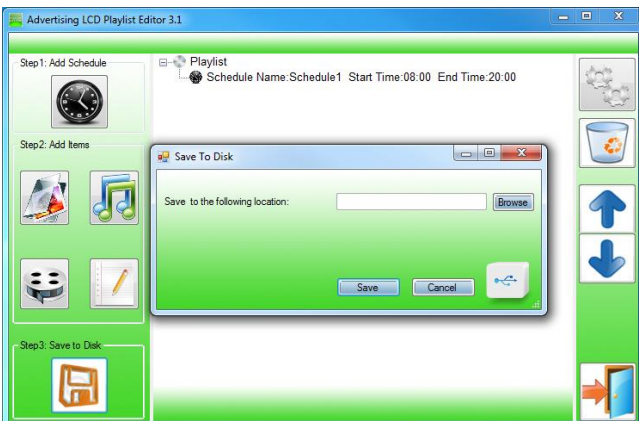 Advertising LCD Playlist Editor 3.1
Step1: Add Schedule
Playlist
Schedule Name:Schedule1 Start Time:08:00 End Time:20:00
Step2: Add Items
Save To Disk
Save to the following location:
Browse
Save
Cancel
Step3: Save to Disk